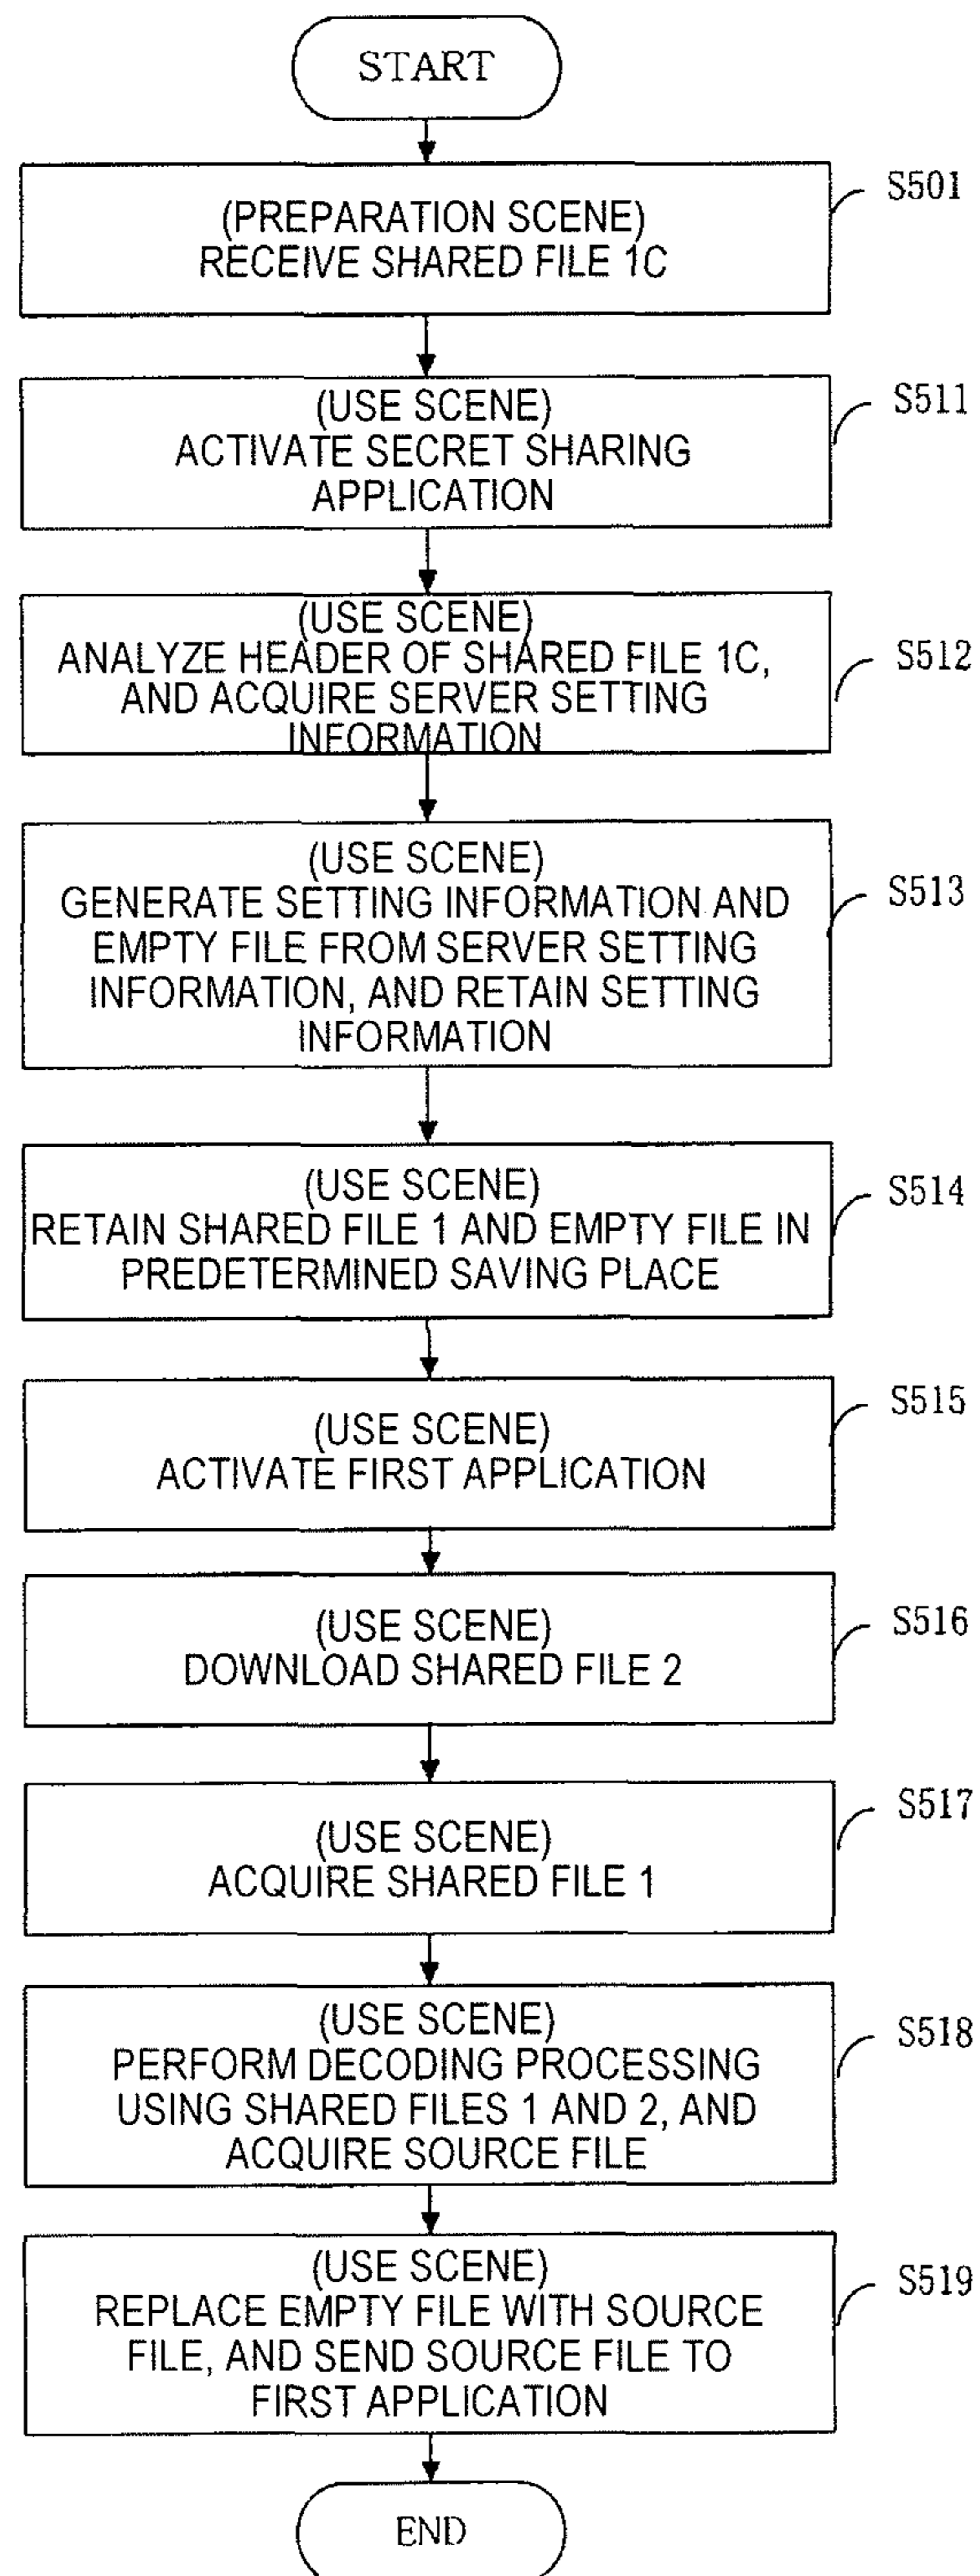 START
(PREPARATION SCENE)
RECEIVE SHARED FILE 1C
S501
(USE SCENE)
ACTIVATE SECRET SHARING
APPLICATION
S511
(USE SCENE)
ANALYZE HEADER OF SHARED FILE 1C,
AND ACQUIRE SERVER SETTING
INFORMATION
S512
(USE SCENE)
GENERATE SETTING INFORMATION AND
EMPTY FILE FROM SERVER SETTING
INFORMATION, AND RETAIN SETTING
INFORMATION
S513
(USE SCENE)
RETAIN SHARED FILE 1 AND EMPTY FILE IN
PREDETERMINED SAVING PLACE
S514
(USE SCENE)
ACTIVATE FIRST APPLICATION
S515
(USE SCENE)
DOWNLOAD SHARED FILE 2
S516
(USE SCENE)
ACQUIRE SHARED FILE 1
S517
(USE SCENE)
PERFORM DECODING PROCESSING
USING SHARED FILES 1 AND 2, AND
ACQUIRE SOURCE FILE
S518
(USE SCENE)
REPLACE EMPTY FILE WITH SOURCE
FILE, AND SEND SOURCE FILE TO
FIRST APPLICATION
S519
END